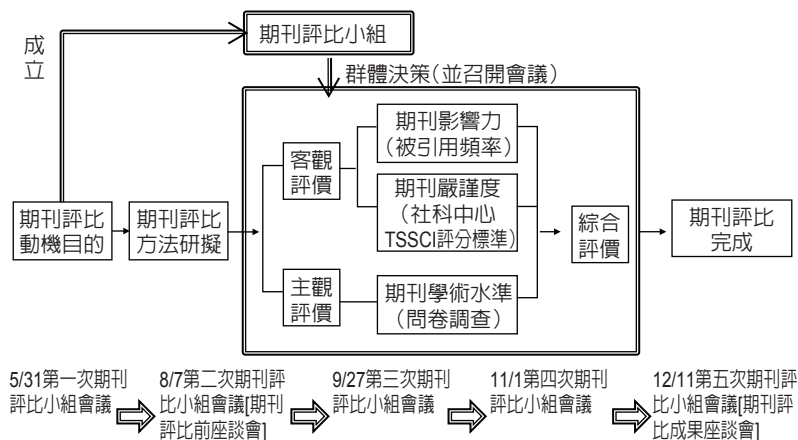 成
立
期刊評比小組
群體決策(並召開會議)
期刊評比
動機目的
期刊評比
方法研擬
客觀
評價
期刊影響力
(被引用頻率)
期刊嚴謹度
(社科中心
TSSCI評分標準)
主觀
評價
期刊學術水準
(問卷調查)
綜合
評價
期刊評比
完成
5/31第一次期刊
評比小組會議
8/7第二次期刊評
比小組會議[期刊
評比前座談會]
9/27第三次期刊
評比小組會議
11/1第四次期刊
評比小組會議
12/11第五次期刊評
比小組會議[期刊評
比成果座談會]